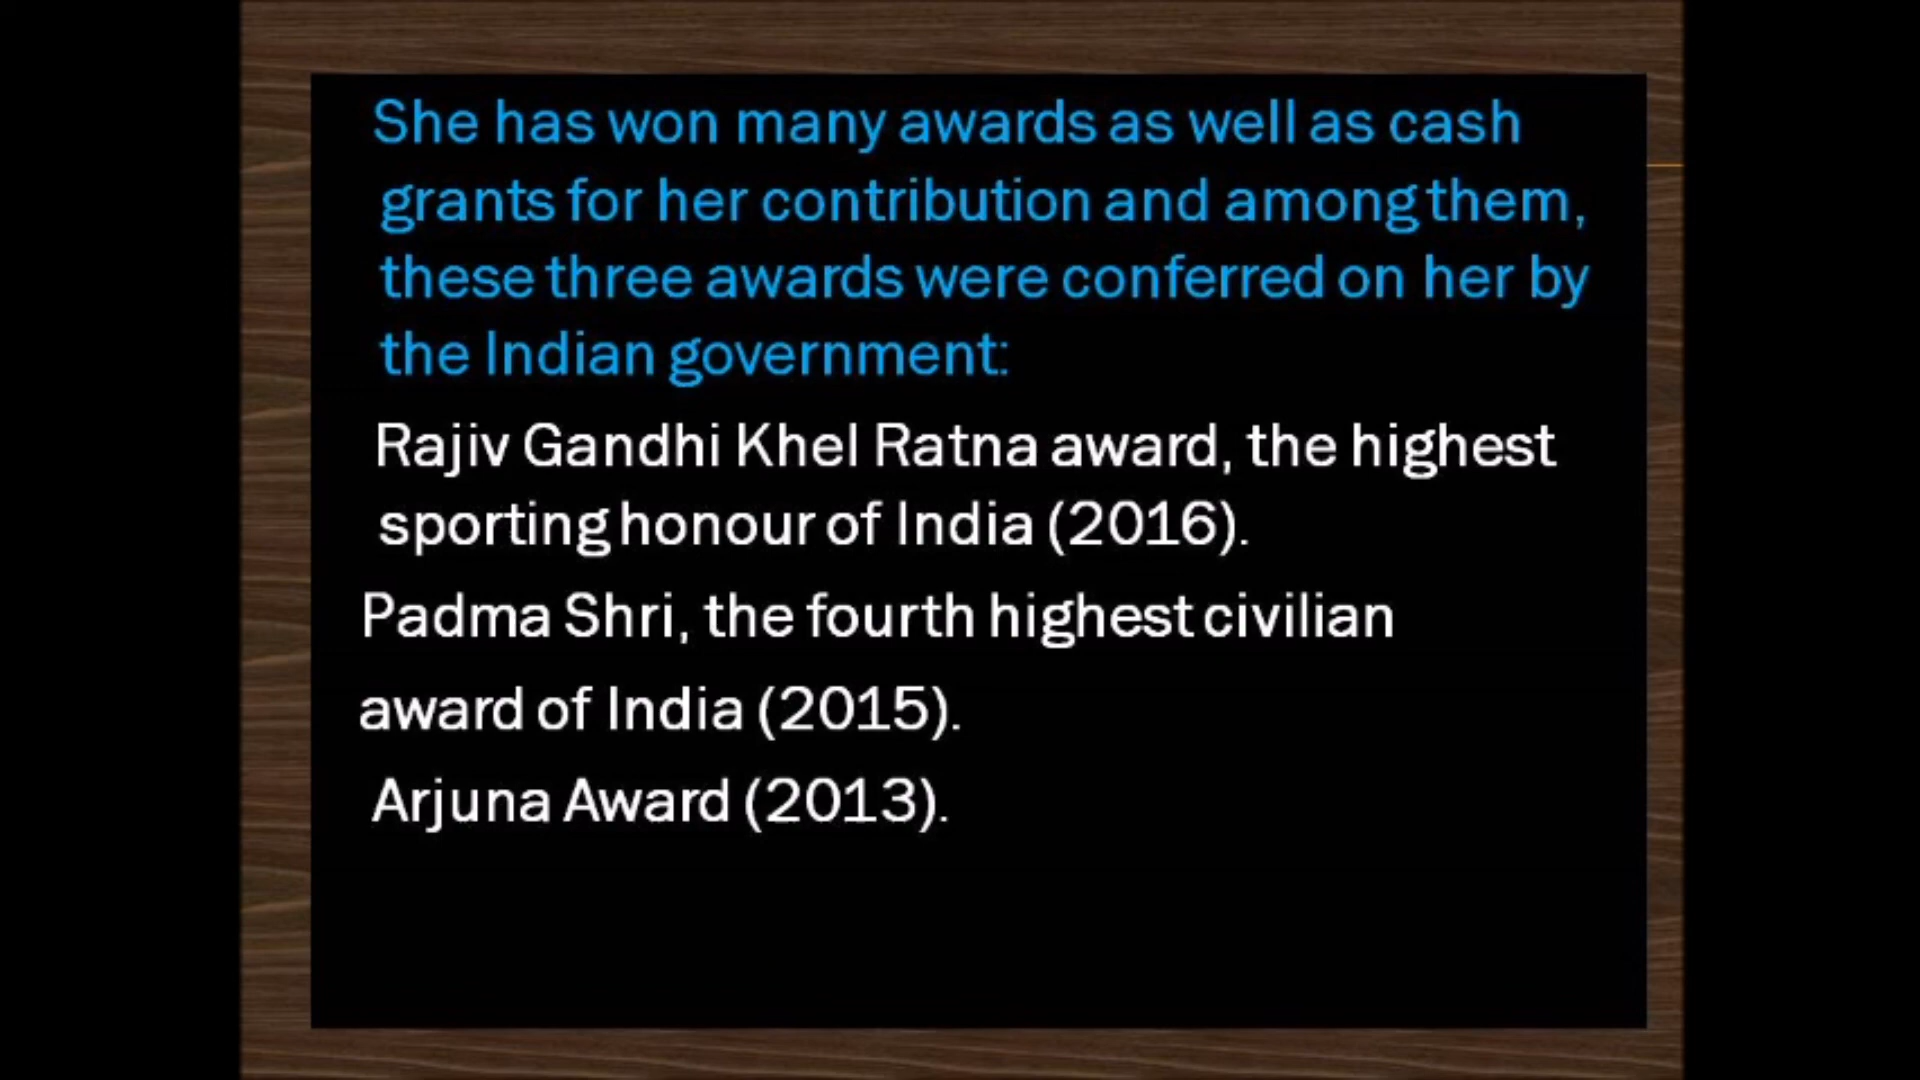 She has won many awards as well as cash
grants for her contribution and among them,
these three awards were conferred on her by
the Indian government:
Rajiv Gandhi Khel Ratna award, the highest
sporting honour of India (2016).
Padma Shri, the fourth highest civilian
award of India (2015).
Arjuna Award (2013).